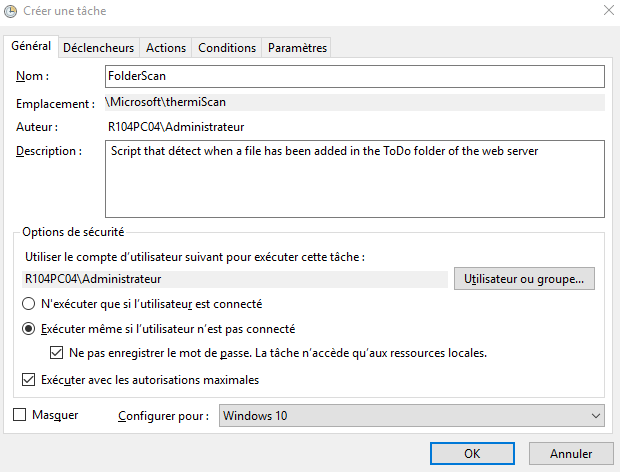 Créer une tâche
Général
Déclencheurs
Actions
Conditions
Paramètres
Nom :
FolderScan
Emplacement :
\Microsoft\thermiScan
Auteur :
R104PC04\Administrateur
Description :
Script that détect when a file has been added in the ToDo folder of the web server
Options de sécurité
Utiliser le compte d'utilisateur suivant pour exécuter cette tâche :
R104PC04\Administrateur
Utilisateur ou groupe...
N'exécuter que si l'utilisateur est connecté
Exécuter même si l'utilisateur n'est pas connecté
Ne pas enregistrer le mot de passe. La tâche n'accède qu'aux ressources locales.
Exécuter avec les autorisations maximales
Masquer
Configurer pour :
Windows 10
OK
Annuler